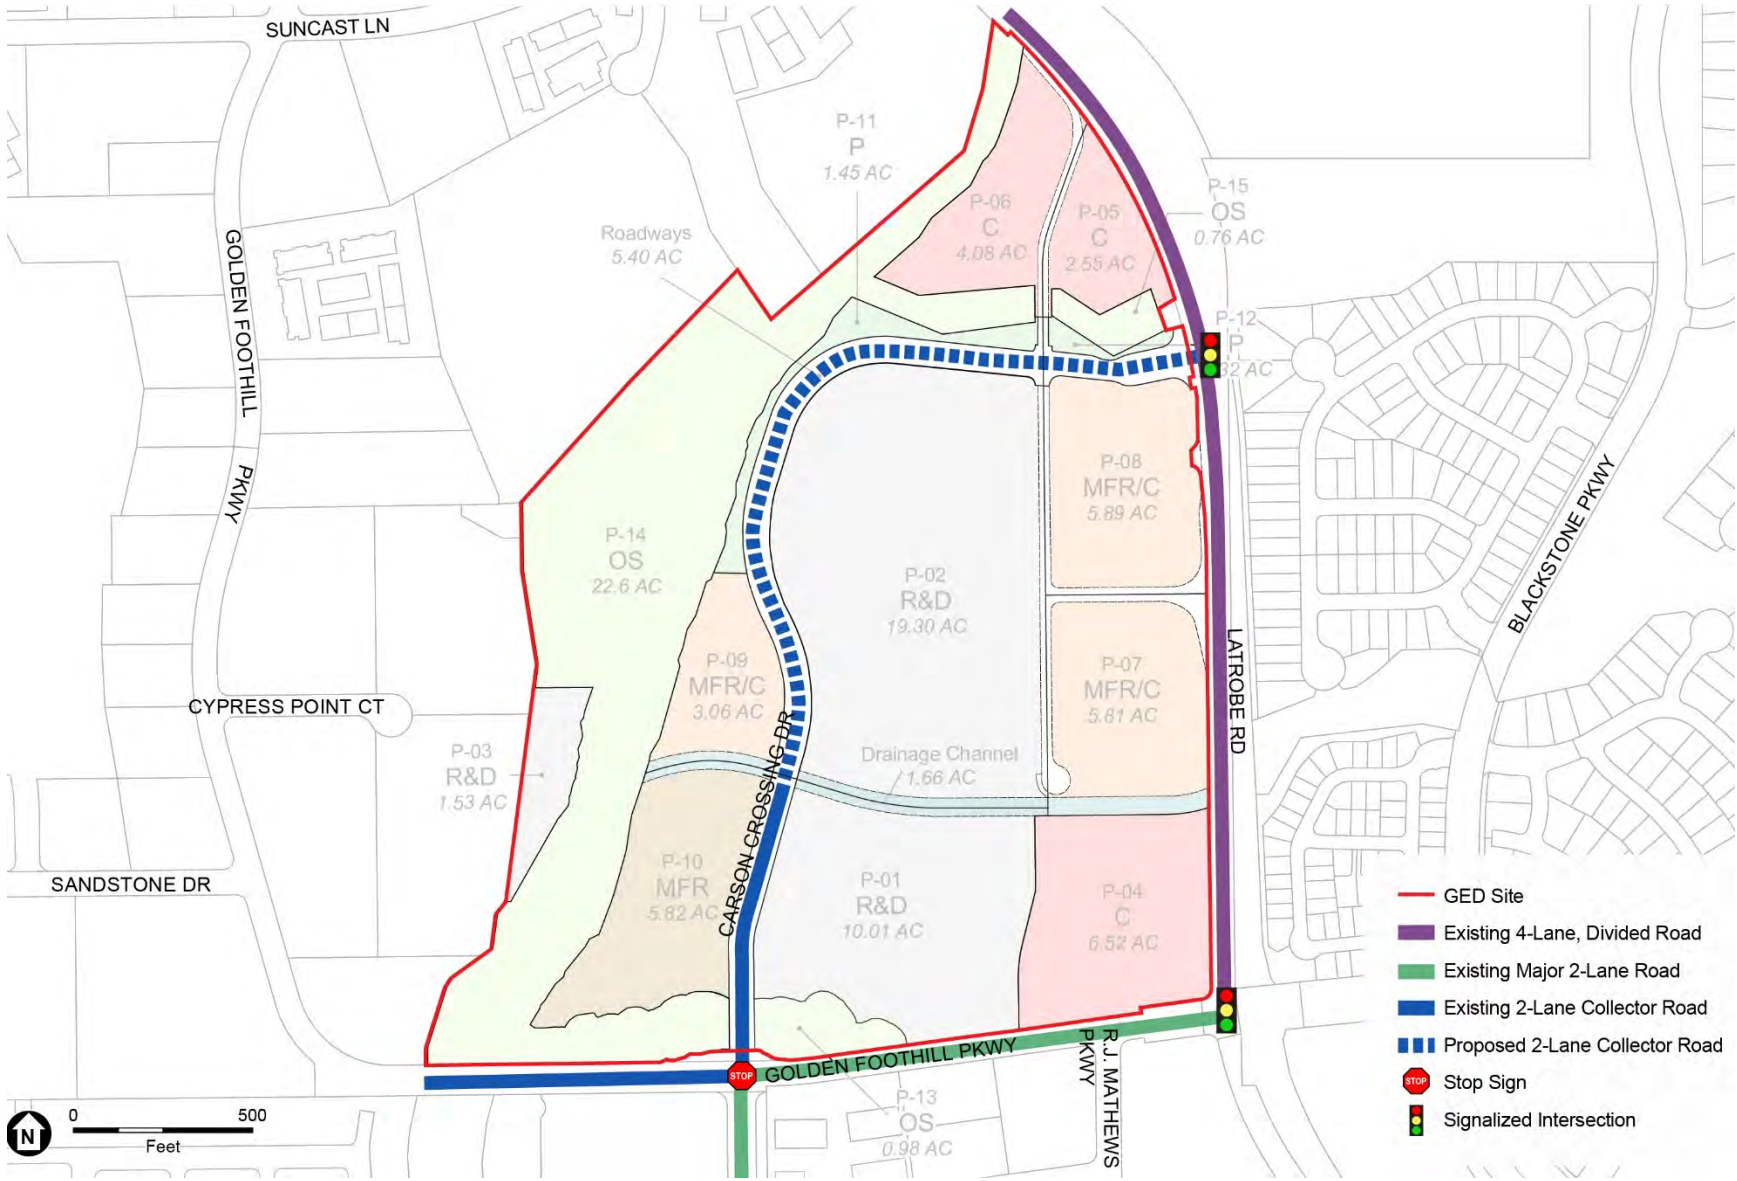 SUNCAST LN
P-11
P
1.45 AC
P-15
OS
0.76 AC
P-06
C
4.08 AC
P-05
C
2.55 AC
Roadways
5.40 AC
GOLDEN FOOTHILL
PKWY
P-12
P
32 AC
P-08
MFR/C
5.89 AC
BLACKSTONE PKWY
P-14
OS
22.6 AC
P-02
R&D
19.30 AC
P-09
MFR/C
3.06 AC
P-07
MFR/C
5.81 AC
LATROBE RD
CYPRESS POINT CT
P-03
R&D
1.53 AC
Drainage Channel
1.66 AC
CARSON CROSSING DR
SANDSTONE DR
P-10
MFR
5.82 AC
P-01
R&D
10.01 AC
P-04
C
6.52 AC
GED Site
Existing 4-Lane, Divided Road
Existing Major 2-Lane Road
Existing 2-Lane Collector Road
Proposed 2-Lane Collector Road
STOP
Stop Sign
Signalized Intersection
STOP
GOLDEN FOOTHILL PKWY
R.J. MATHEWS
PKWY
P-13
OS
0.98 AC
N
0 500
Feet